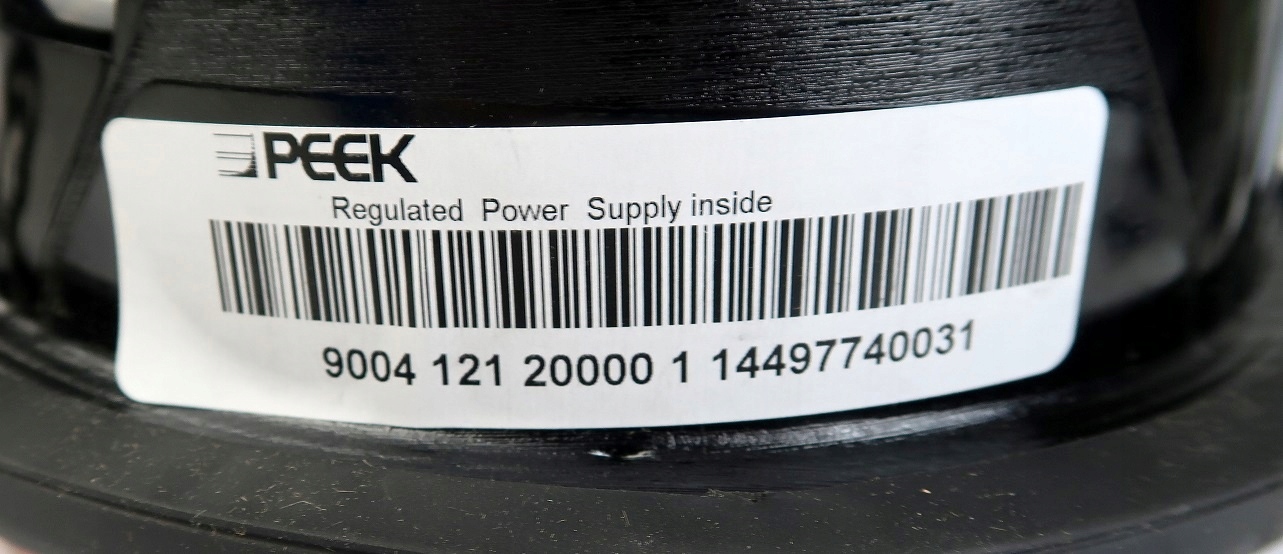 PEEK
Regulated Power Supply inside
9004 121 20000 1 14497740031